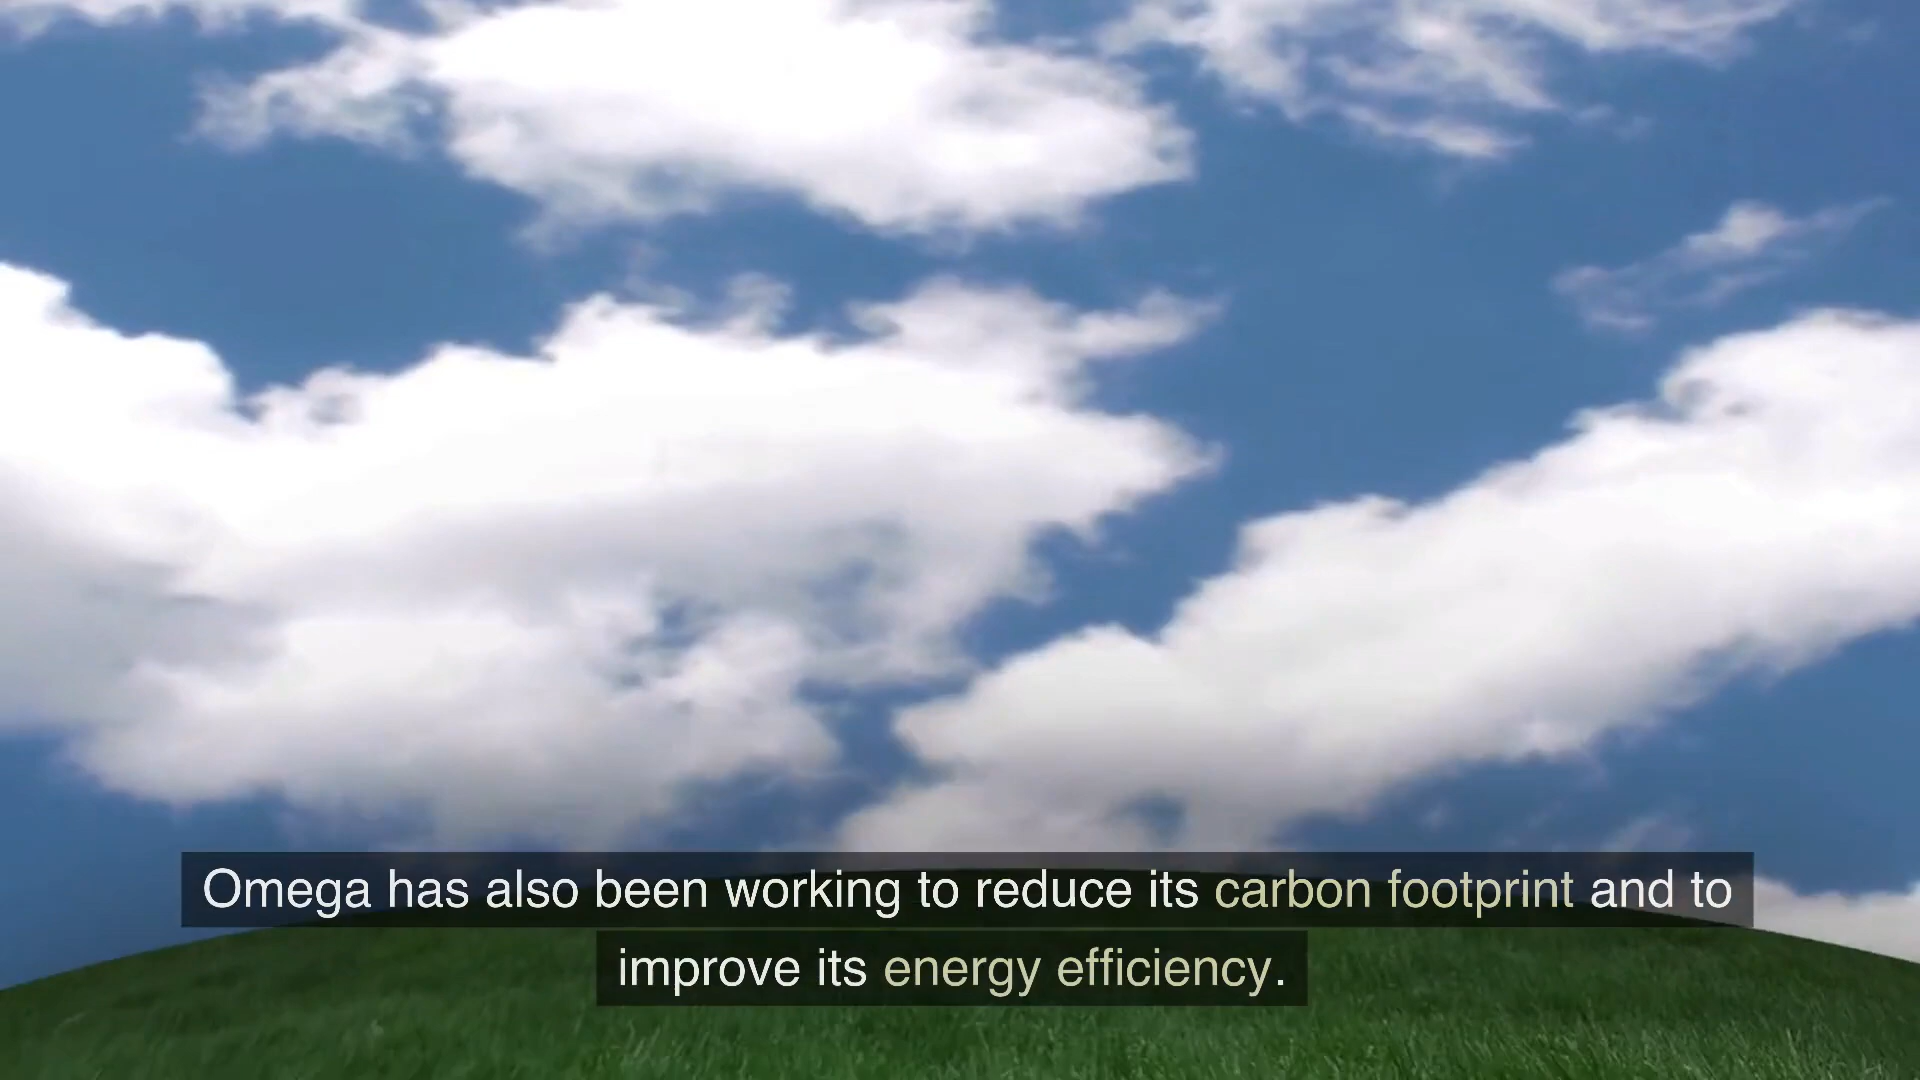 Omega has also been working to reduce its carbon footprint and to
improve its energy efficiency.